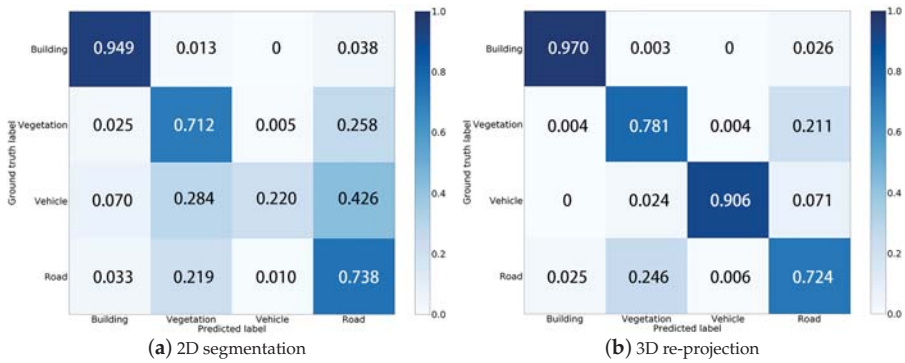 Ground truth label
Building 0.949 0.013 0 0.038
Vegetation 0.025 0.712 0.005 0.258
Vehicle 0.070 0.284 0.220 0.426
Road 0.033 0.219 0.010 0.738
Building Vegetation Vehicle Road
Predicted label
1.0
0.8
0.6
0.4
0.2
0.0
(a) 2D segmentation
Ground truth label
Building 0.970 0.003 0 0.026
Vegetation 0.004 0.781 0.004 0.211
Vehicle 0 0.024 0.906 0.071
Road 0.025 0.246 0.006 0.724
Building Vegetation Vehicle Road
Predicted label
1.0
0.8
0.6
0.4
0.2
0.0
(b) 3D re-projection